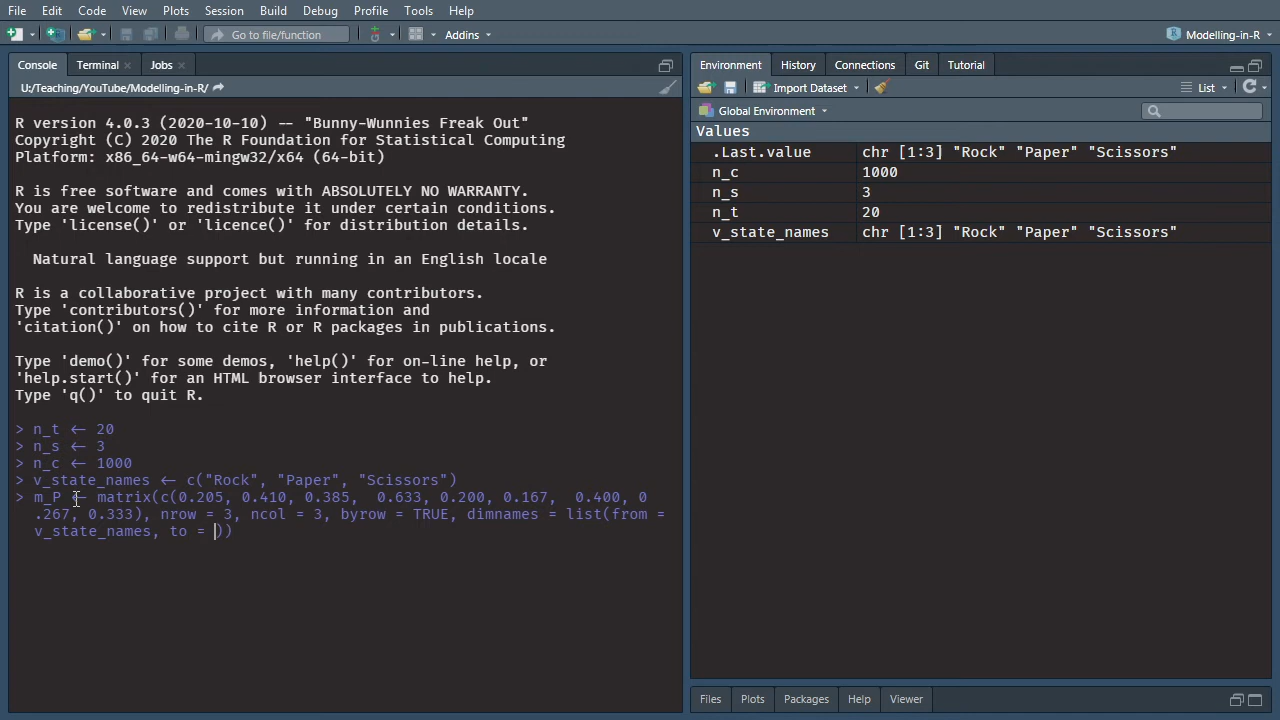 File Edit Code View Plots Session Build Debug Profile Tools Help
Go to file/function Addins Modelling-in-R
Console Terminal Jobs
U:/Teaching/YouTube/Modelling-in-R/
R version 4.0.3 (2020-10-10) -- "Bunny-Wunnies Freak Out"
Copyright (C) 2020 The R Foundation for Statistical Computing
Platform: x86_64-w64-mingw32/x64 (64-bit)
R is free software and comes with ABSOLUTELY NO WARRANTY.
You are welcome to redistribute it under certain conditions.
Type 'license()' or 'licence()' for distribution details.
Natural language support but running in an English locale
R is a collaborative project with many contributors.
Type 'contributors()' for more information and
'citation()' on how to cite R or R packages in publications.
Type 'demo()' for some demos, 'help()' for on-line help, or
'help.start()' for an HTML browser interface to help.
Type 'q()' to quit R.
> n_t <- 20
> n_s <- 3
> n_c <- 1000
> v_state_names <- c("Rock", "Paper", "Scissors")
> m_P <- matrix(c(0.205, 0.410, 0.385,  0.633, 0.200, 0.167,  0.400, 0
.267, 0.333), nrow = 3, ncol = 3, byrow = TRUE, dimnames = list(from =
v_state_names, to = ))
Environment History Connections Git Tutorial
Import Dataset List
Global Environment
Values
.Last.value chr [1:3] "Rock" "Paper" "Scissors"
n_c 1000
n_s 3
n_t 20
v_state_names chr [1:3] "Rock" "Paper" "Scissors"
Files Plots Packages Help Viewer